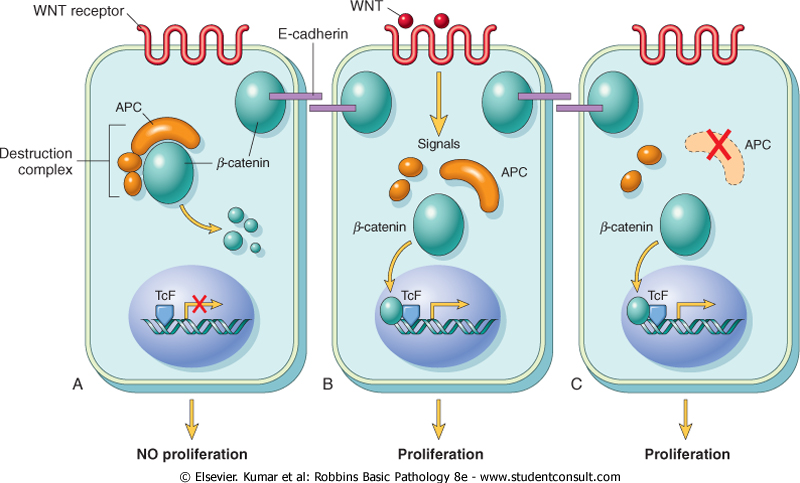 WNT receptor
WNT
E-cadherin
APC
Destruction
complex
β-catenin
TcF
A
NO proliferation
Signals
APC
β-catenin
TcF
B
Proliferation
APC
β-catenin
TcF
C
Proliferation
© Elsevier. Kumar et al: Robbins Basic Pathology 8e - www.studentconsult.com